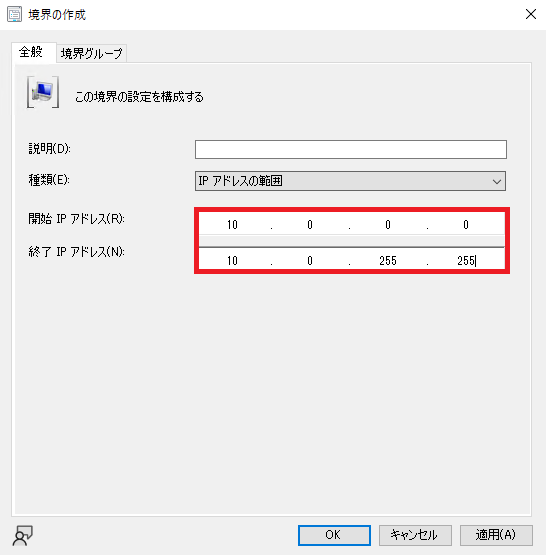 境界の作成
全般 境界グループ
この境界の設定を構成する
説明(D):
種類(E): IP アドレスの範囲
開始 IP アドレス(R): 10 . 0 . 0 . 0
終了 IP アドレス(N): 10 . 0 . 255 . 255
OK キャンセル 適用(A)